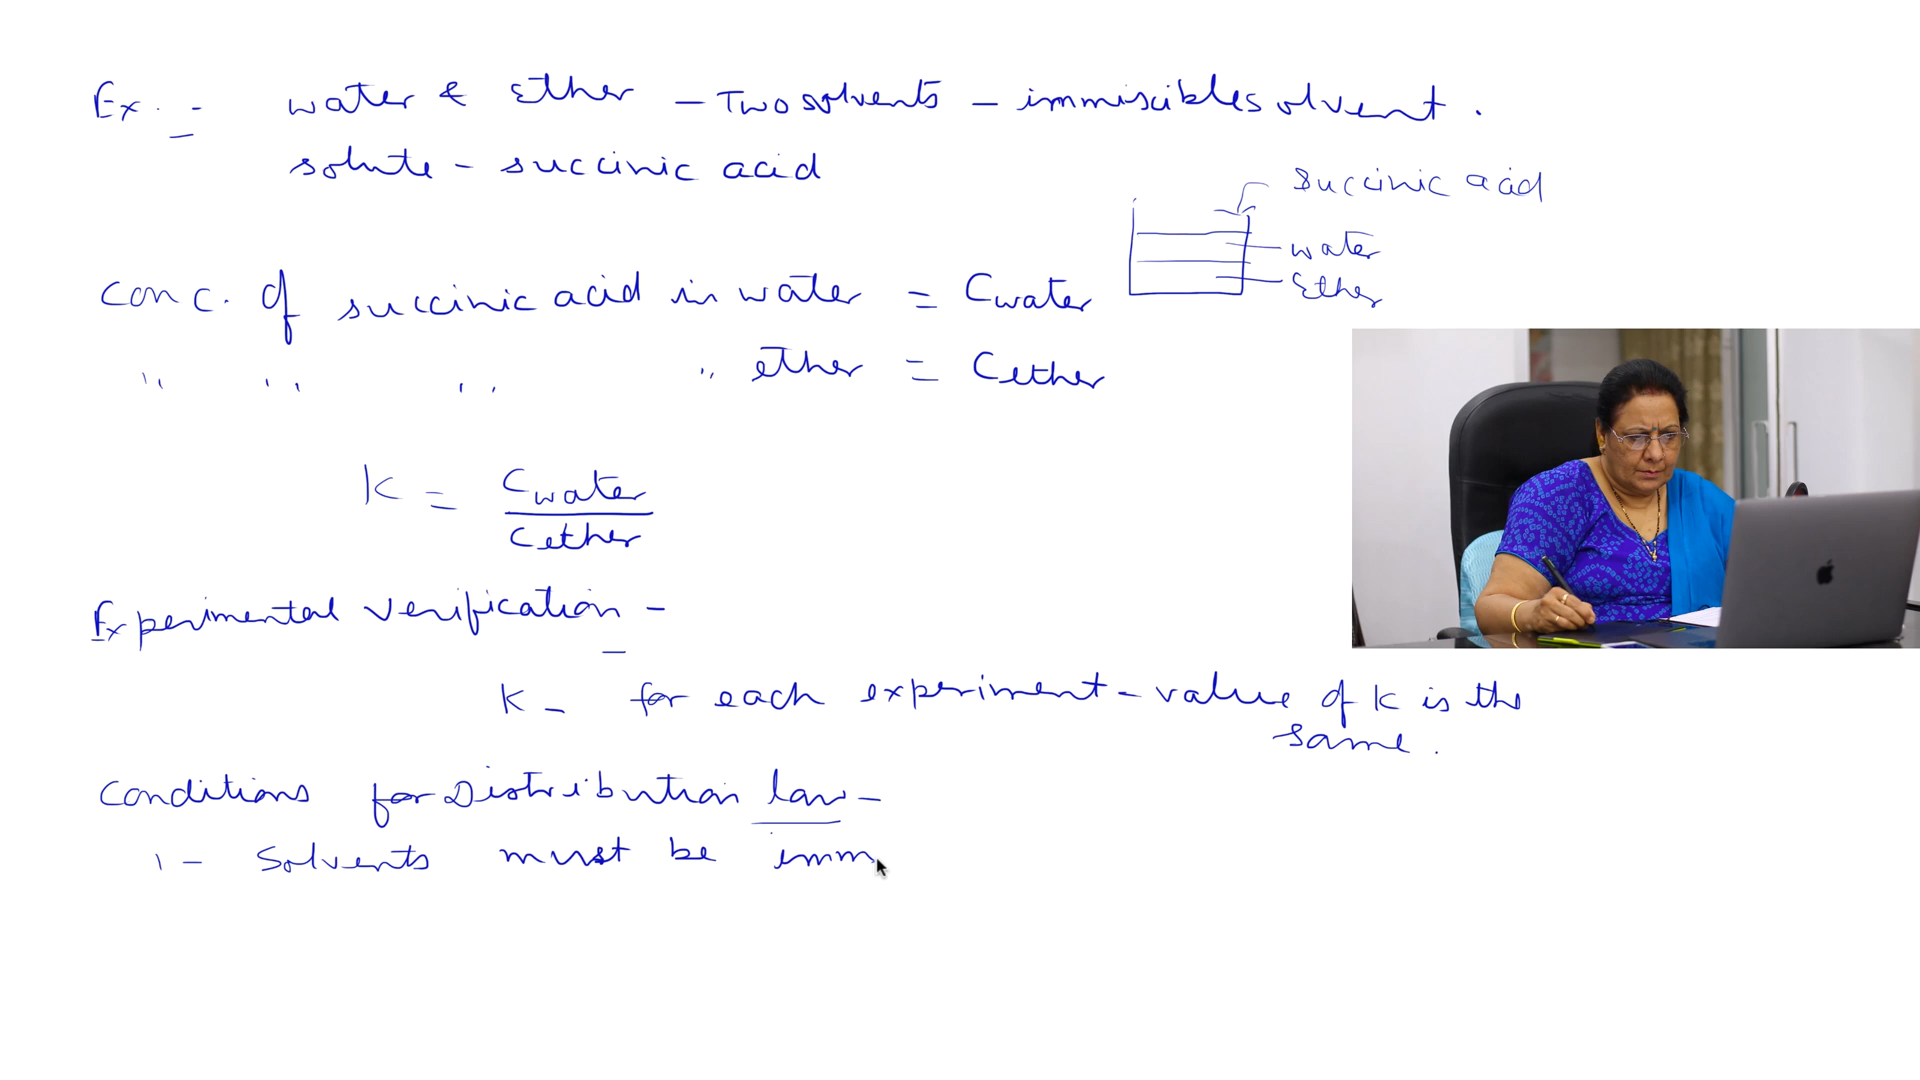 Ex. :- water & Ether - Two solvents - immiscible solvent.
solute - succinic acid
succinic acid
water
Ether
conc. of succinic acid in water = Cwater
" " " " ether = Cether
K = Cwater
Cether
Experimental verification -
K - for each experiment - value of K is the
same.
Conditions for Distribution law -
1 - Solvents must be imm